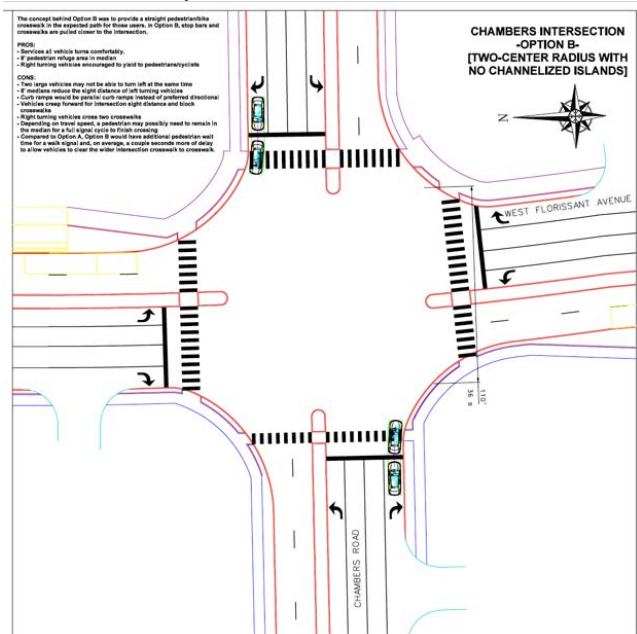 The concept behind Option B was to provide a straight pedestrian/bike
crosswalk in the expected path for those users. In Option B, stop bars and
crosswalks are pulled closer to the intersection.
PROS:
- Services all vehicle turns comfortably.
- 8' pedestrian refuge area in median
- Right turning vehicles encouraged to yield to pedestrians/cyclists
CONS:
- Two large vehicles may not be able to turn left at the same time
- 8' medians reduce the sight distance of left turning vehicles
- Curb ramps would be parallel curb ramps instead of preferred directional
- Vehicles creep forward for intersection sight distance and block
crosswalks
- Right turning vehicles cross two crosswalks
- Depending on travel speed, a pedestrian may possibly need to remain in
the median for a full signal cycle to finish crossing
- Compared to Option A, Option B would have additional pedestrian wait
time for a walk signal and, on average, a couple seconds more of delay
to allow vehicles to clear the wider intersection crosswalk to crosswalk.
CHAMBERS INTERSECTION
-OPTION B-
[TWO-CENTER RADIUS WITH
NO CHANNELIZED ISLANDS]
N
WEST FLORISSANT AVENUE
110'
36 s
CHAMBERS ROAD